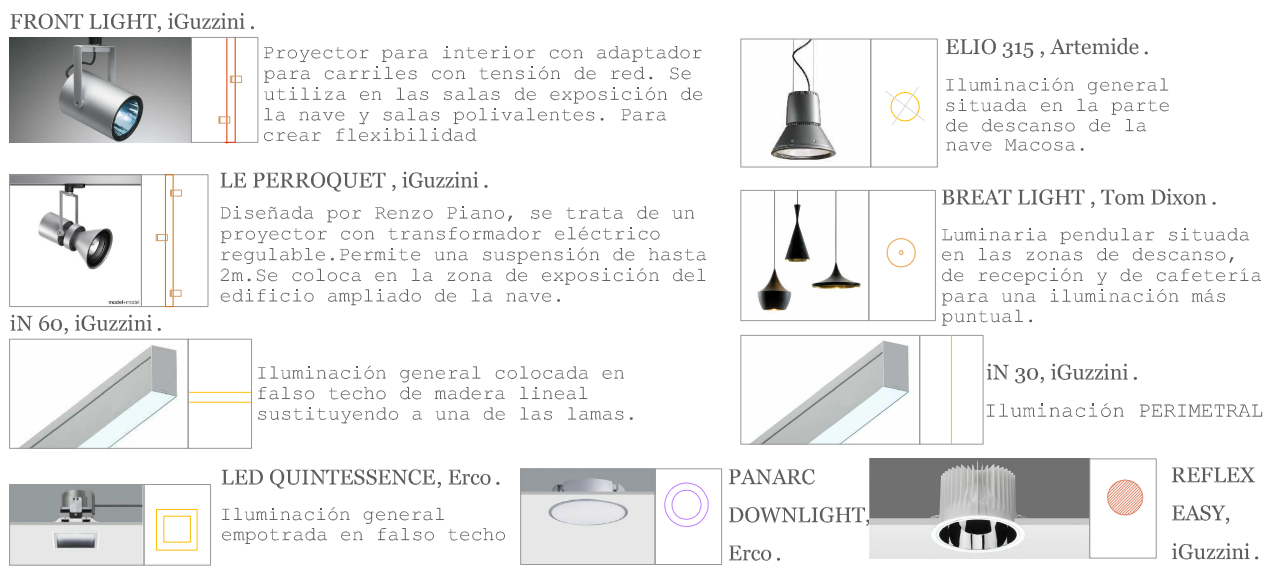 FRONT LIGHT, iGuzzini.
Proyector para interior con adaptador
para carriles con tensión de red. Se
utiliza en las salas de exposición de
la nave y salas polivalentes. Para
crear flexibilidad
LE PERROQUET , iGuzzini.
Diseñada por Renzo Piano, se trata de un
proyector con transformador eléctrico
regulable.Permite una suspensión de hasta
2m.Se coloca en la zona de exposición del
edificio ampliado de la nave.
model+model
iN 60, iGuzzini.
Iluminación general colocada en
falso techo de madera lineal
sustituyendo a una de las lamas.
LED QUINTESSENCE, Erco.
Iluminación general
empotrada en falso techo
ELIO 315 , Artemide.
Iluminación general
situada en la parte
de descanso de la
nave Macosa.
BREAT LIGHT , Tom Dixon.
Luminaria pendular situada
en las zonas de descanso,
de recepción y de cafetería
para una iluminación más
puntual.
iN 30, iGuzzini.
Iluminación PERIMETRAL
PANARC
DOWNLIGHT,
Erco.
REFLEX
EASY,
iGuzzini.